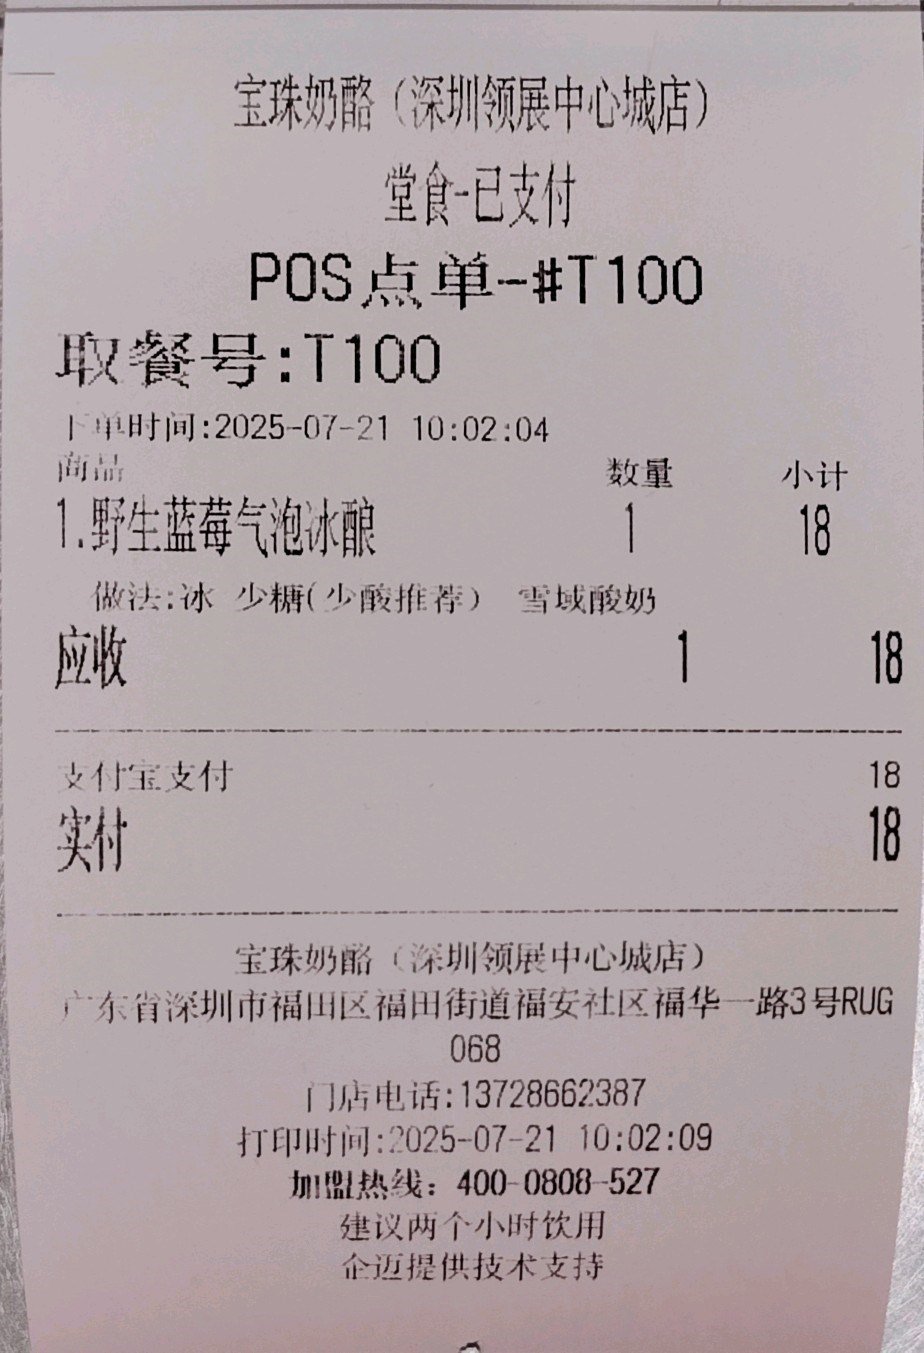 宝珠奶酪（深圳领展中心城店）
堂食-已支付
POS点单-#T100
取餐号:T100
下单时间:2025-07-21 10:02:04
商品 数量 小计
1.野生蓝莓气泡冰酿 1 18
做法:冰 少糖(少酸推荐) 雪域酸奶
应收 1 18
支付宝支付 18
实付 18
宝珠奶酪（深圳领展中心城店）
广东省深圳市福田区福田街道福安社区福华一路3号RUG
068
门店电话:13728662387
打印时间:2025-07-21 10:02:09
加盟热线：400-0808-527
建议两个小时饮用
企迈提供技术支持